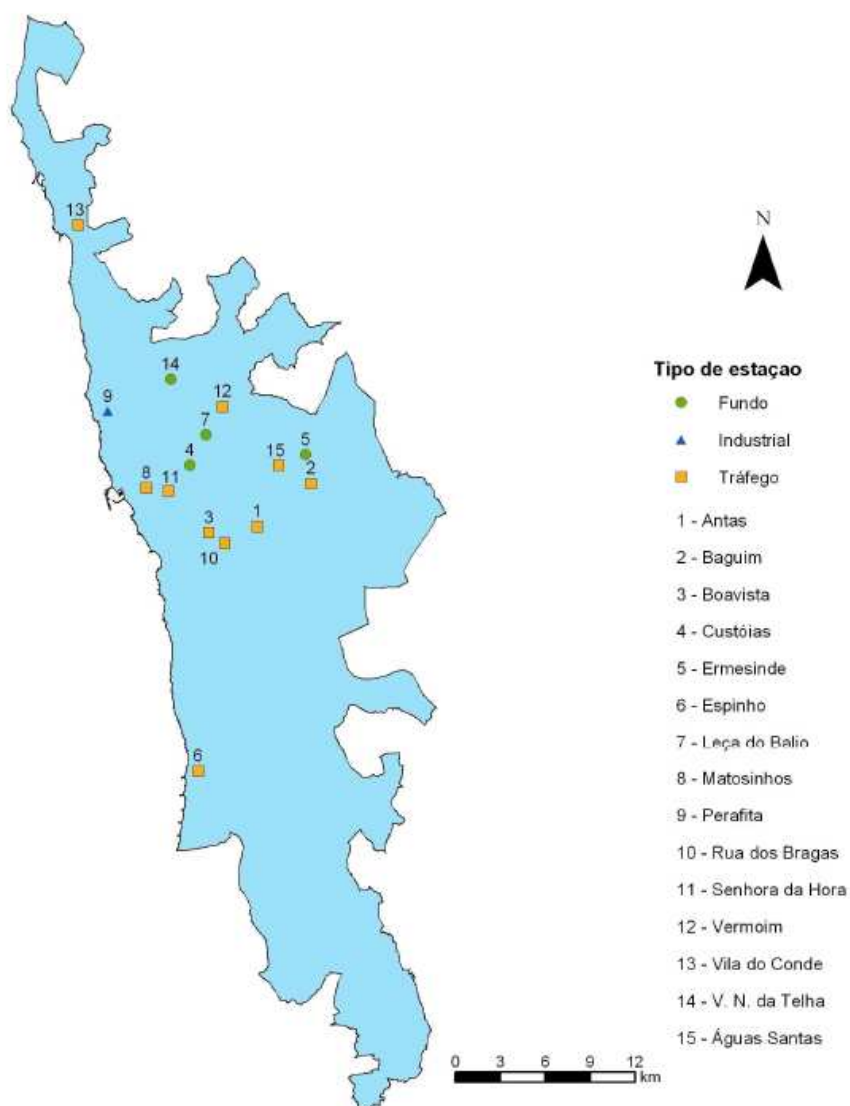 13
14
9
12
7
4
15
5
2
8
11
3
1
10
6
N
Tipo de estaçao
Fundo
Industrial
Tráfego
1 - Antas
2 - Baguim
3 - Boavista
4 - Custóias
5 - Ermesinde
6 - Espinho
7 - Leça do Balio
8 - Matosinhos
9 - Perafita
10 - Rua dos Bragas
11 - Senhora da Hora
12 - Vermoim
13 - Vila do Conde
14 - V. N. da Telha
15 - Águas Santas
0 3 6 9 12
km